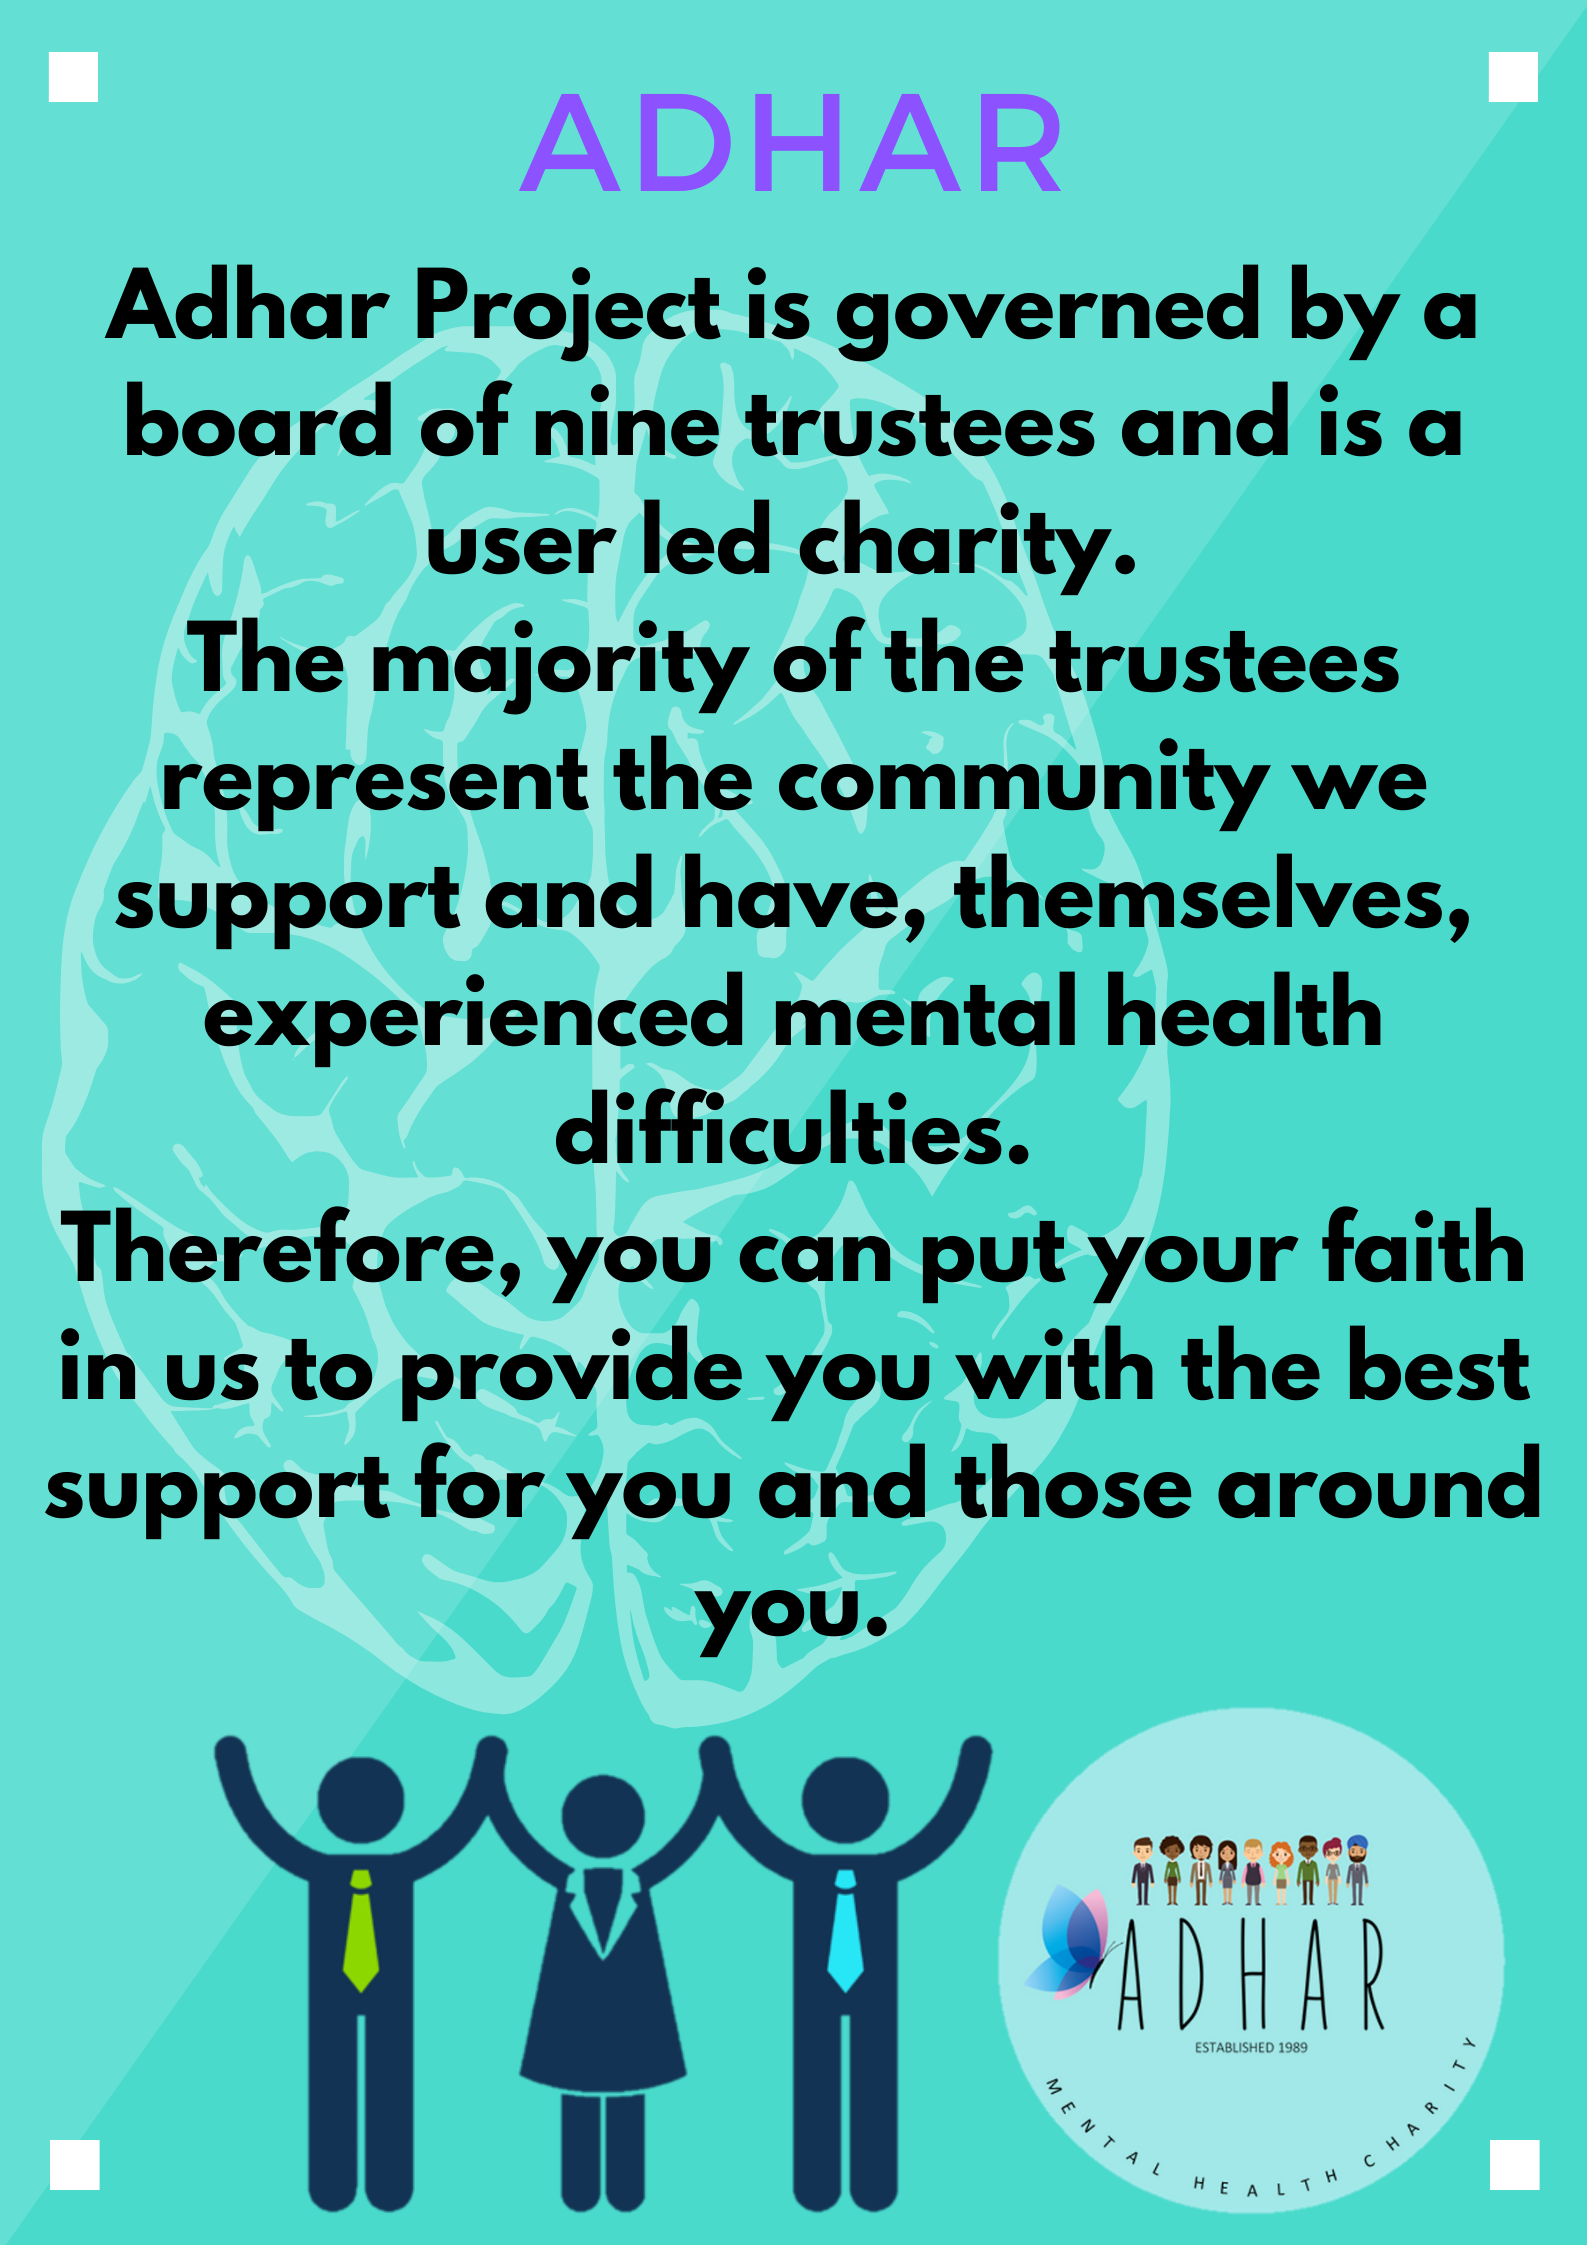 ADHAR
Adhar Project is governed by a
board of nine trustees and is a
user led charity.
The majority of the trustees
represent the community we
support and have, themselves,
experienced mental health
difficulties.
Therefore, you can put your faith
in us to provide you with the best
support for you and those around
you.
ADHAR
ESTABLISHED 1989
MENTAL HEALTH CHARITY